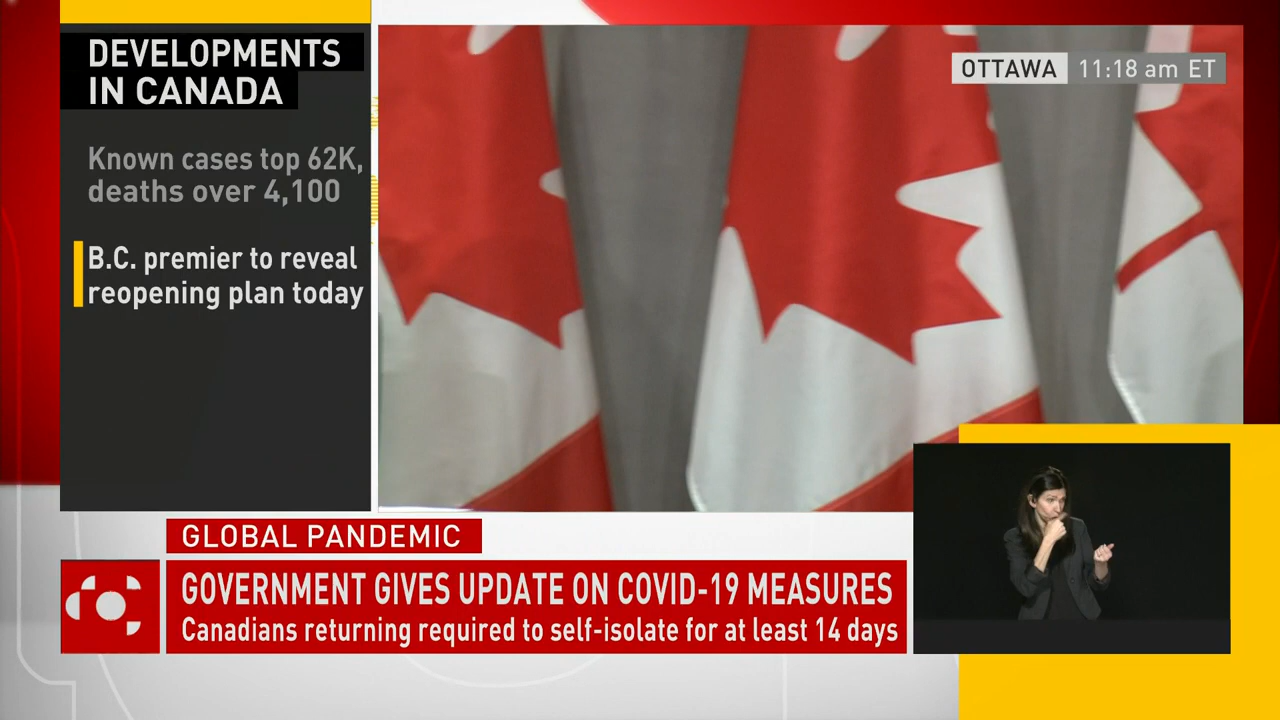 DEVELOPMENTS
IN CANADA
Known cases top 62K,
deaths over 4,100
B.C. premier to reveal
reopening plan today
OTTAWA 11:18 am ET
GLOBAL PANDEMIC
GOVERNMENT GIVES UPDATE ON COVID-19 MEASURES
Canadians returning required to self-isolate for at least 14 days